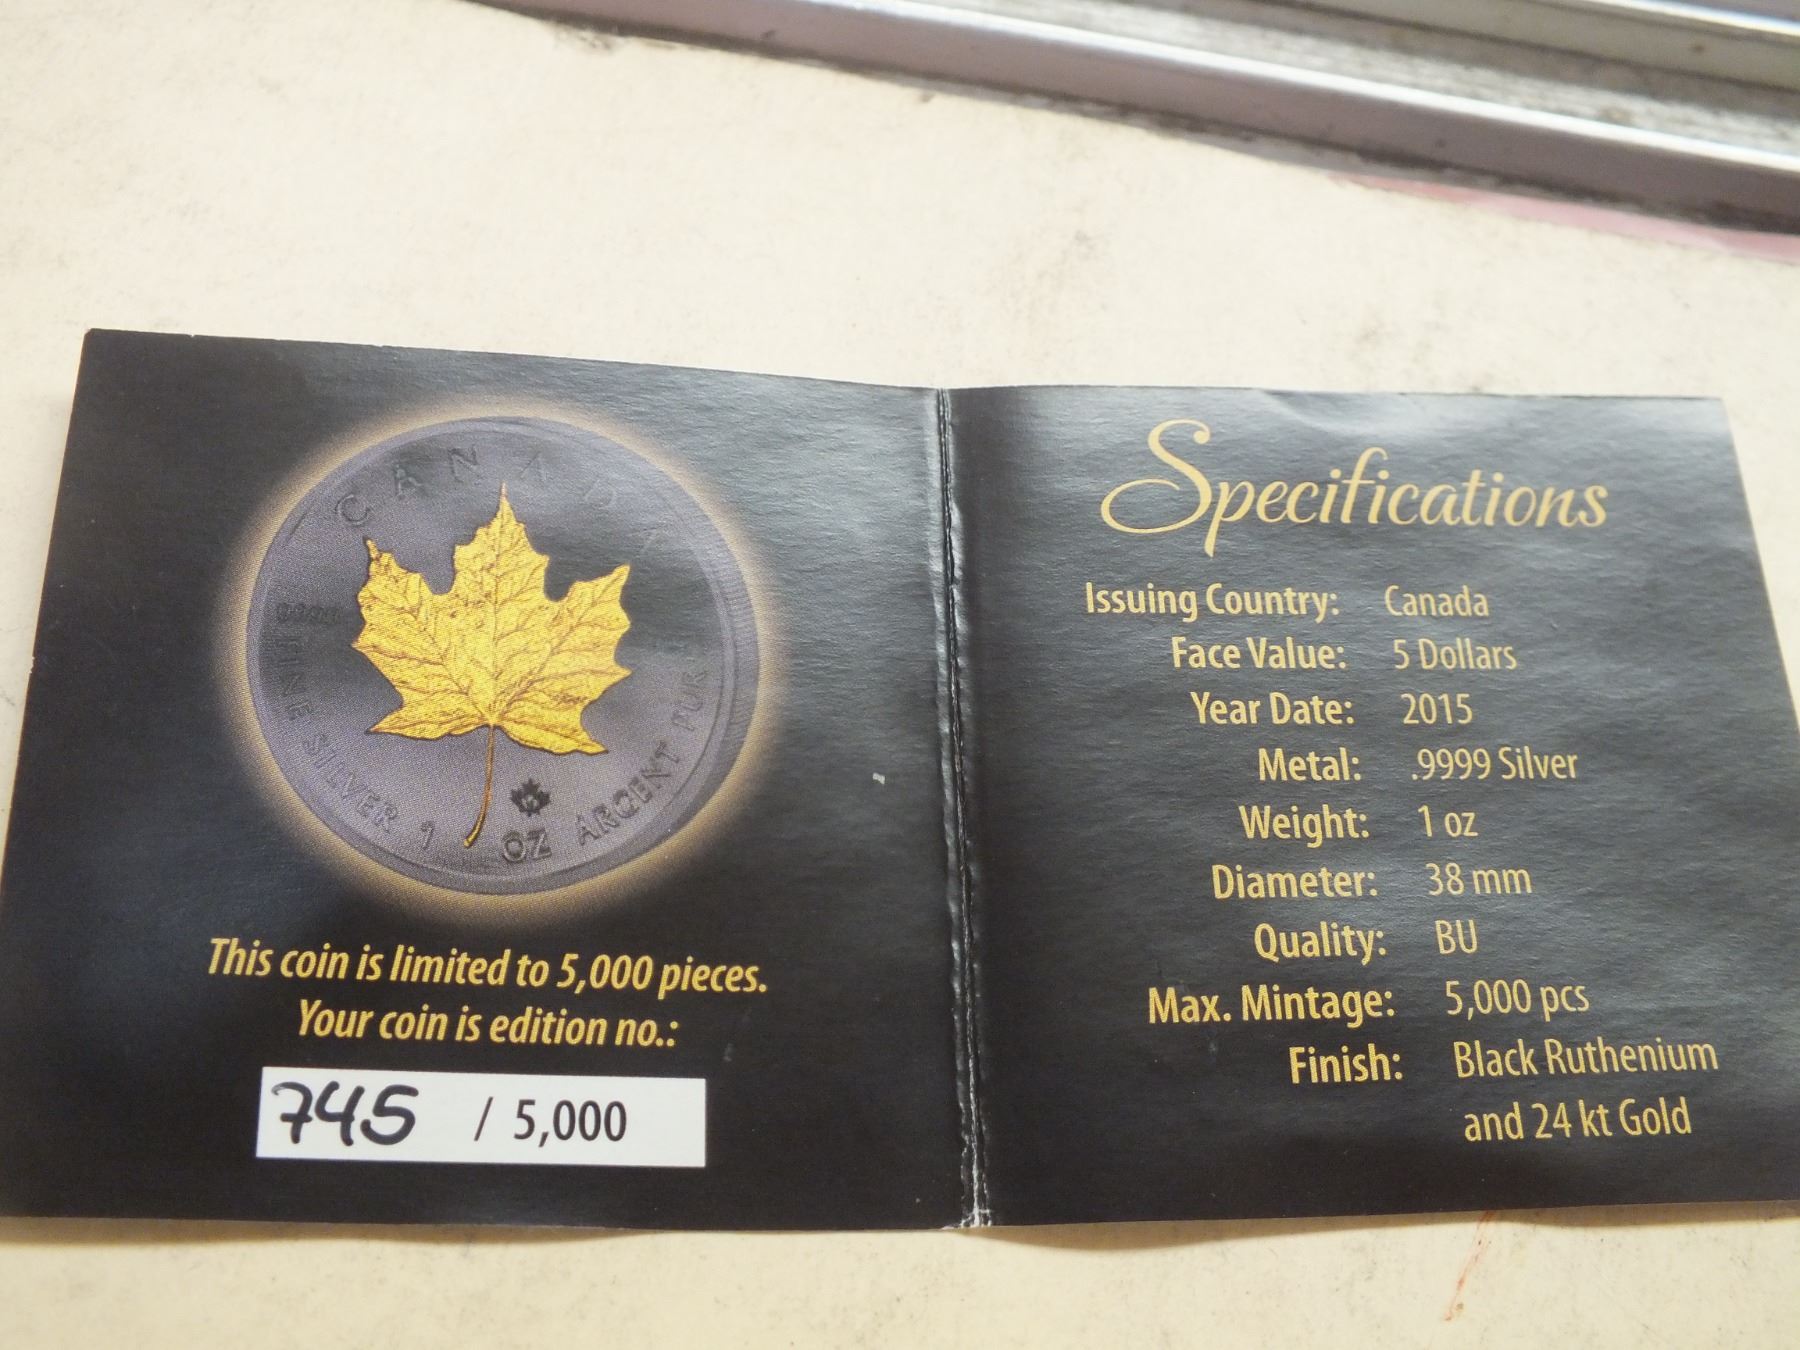 CANADA
9999
FINE SILVER 1 OZ ARGENT PUR
This coin is limited to 5,000 pieces.
Your coin is edition no.:
745 / 5,000
Specifications
Issuing Country: Canada
Face Value: 5 Dollars
Year Date: 2015
Metal: .9999 Silver
Weight: 1 oz
Diameter: 38 mm
Quality: BU
Max. Mintage: 5,000 pcs
Finish: Black Ruthenium
and 24 kt Gold